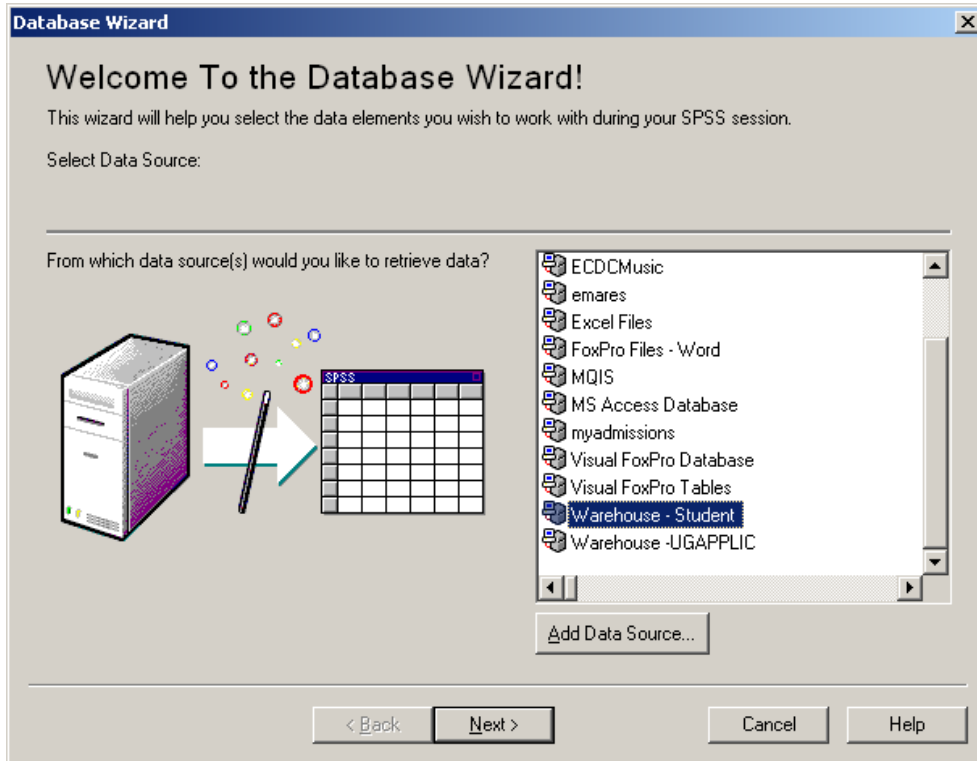 Database Wizard
Welcome To the Database Wizard!
This wizard will help you select the data elements you wish to work with during your SPSS session.
Select Data Source:
From which data source(s) would you like to retrieve data?
SPSS
ECDCMusic
emares
Excel Files
FoxPro Files - Word
MQIS
MS Access Database
myadmissions
Visual FoxPro Database
Visual FoxPro Tables
Warehouse - Student
Warehouse -UGAPPLIC
Add Data Source...
< Back
Next >
Cancel
Help